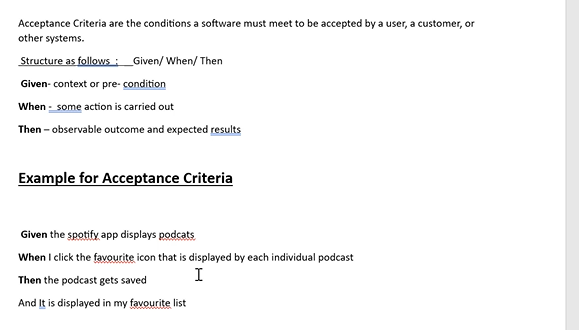 Acceptance Criteria are the conditions a software must meet to be accepted by a user, a customer, or
other systems.
Structure as follows : __Given/ When/ Then
Given- context or pre- condition
When - some action is carried out
Then – observable outcome and expected results
Example for Acceptance Criteria
Given the spotify app displays podcats
When I click the favourite icon that is displayed by each individual podcast
Then the podcast gets saved
And It is displayed in my favourite list